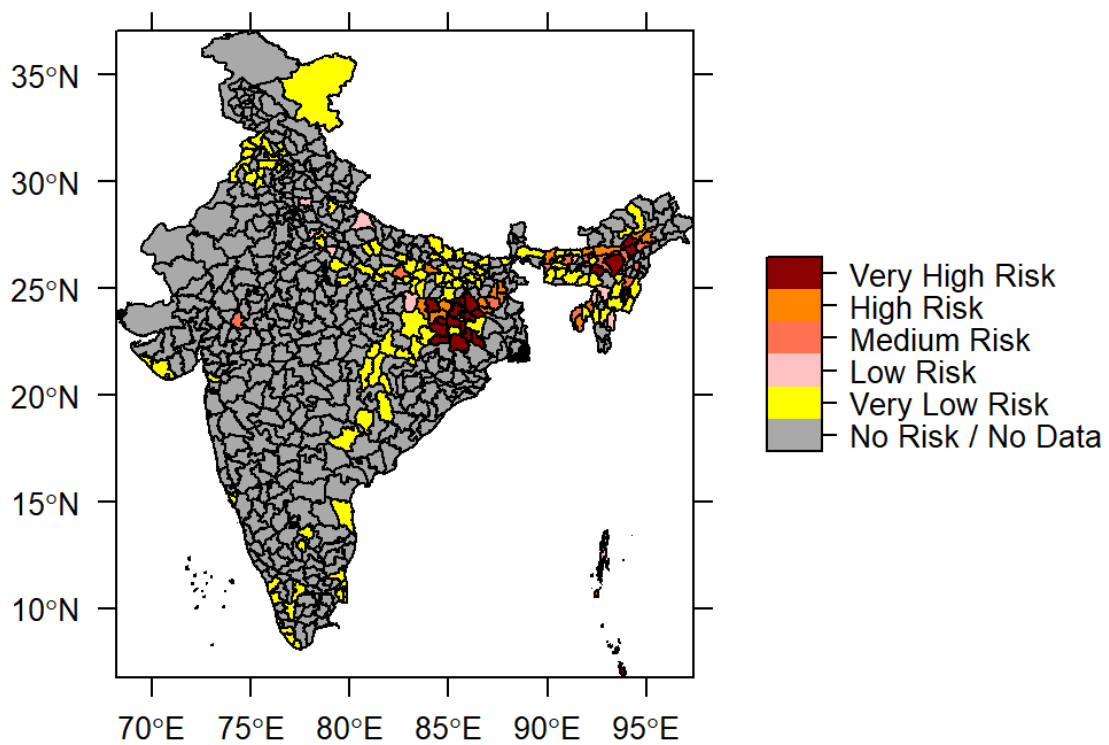 35°N
30°N
25°N
20°N
15°N
10°N
70°E 75°E 80°E 85°E 90°E 95°E
Very High Risk
High Risk
Medium Risk
Low Risk
Very Low Risk
No Risk / No Data